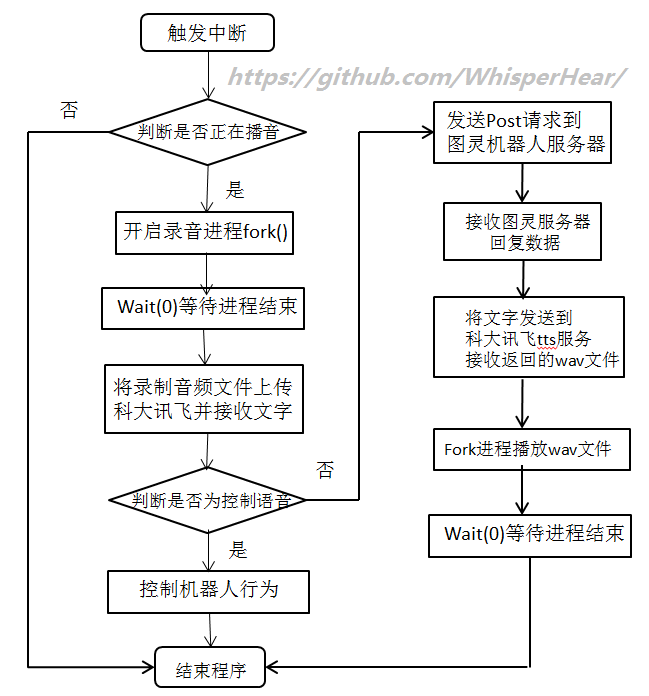 触发中断
https://github.com/WhisperHear/
否
判断是否正在播音
是
开启录音进程fork()
Wait(0)等待进程结束
将录制音频文件上传
科大讯飞并接收文字
判断是否为控制语音
否
是
控制机器人行为
结束程序
发送Post请求到
图灵机器人服务器
接收图灵服务器
回复数据
将文字发送到
科大讯飞tts服务
接收返回的wav文件
Fork进程播放wav文件
Wait(0)等待进程结束